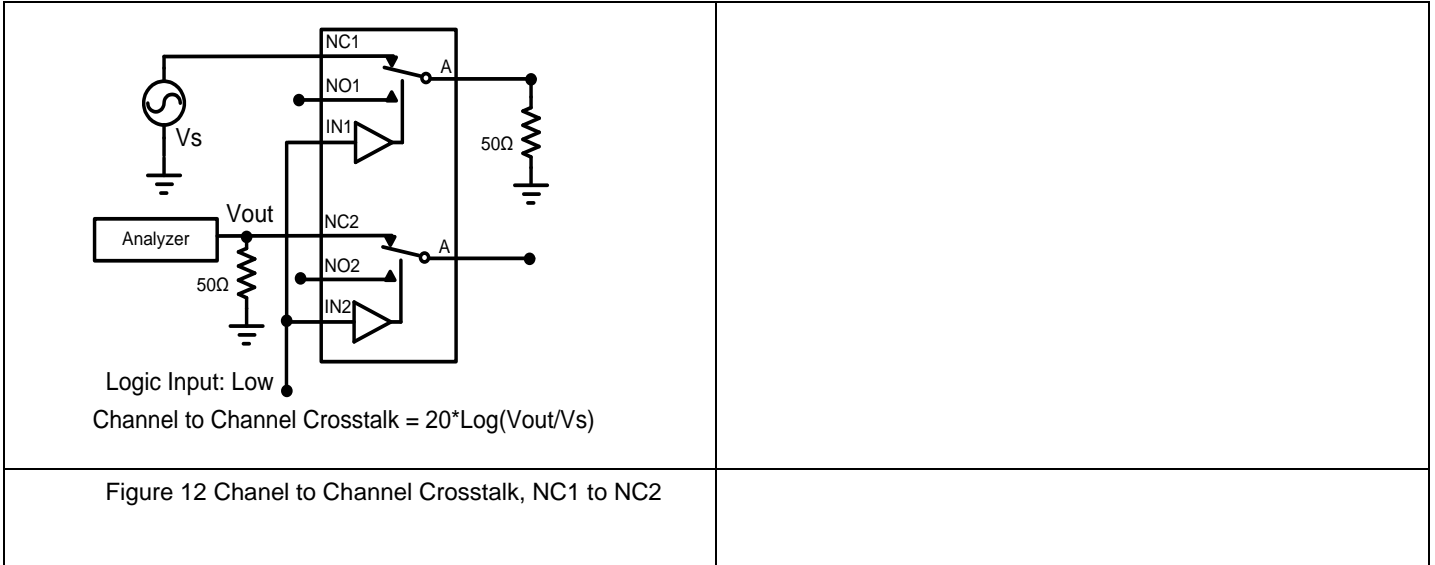 NC1
A
NO1
Vs
IN1
50Ω
Vout
NC2
Analyzer
A
NO2
50Ω
IN2
Logic Input: Low
Channel to Channel Crosstalk = 20*Log(Vout/Vs)
Figure 12 Chanel to Channel Crosstalk, NC1 to NC2